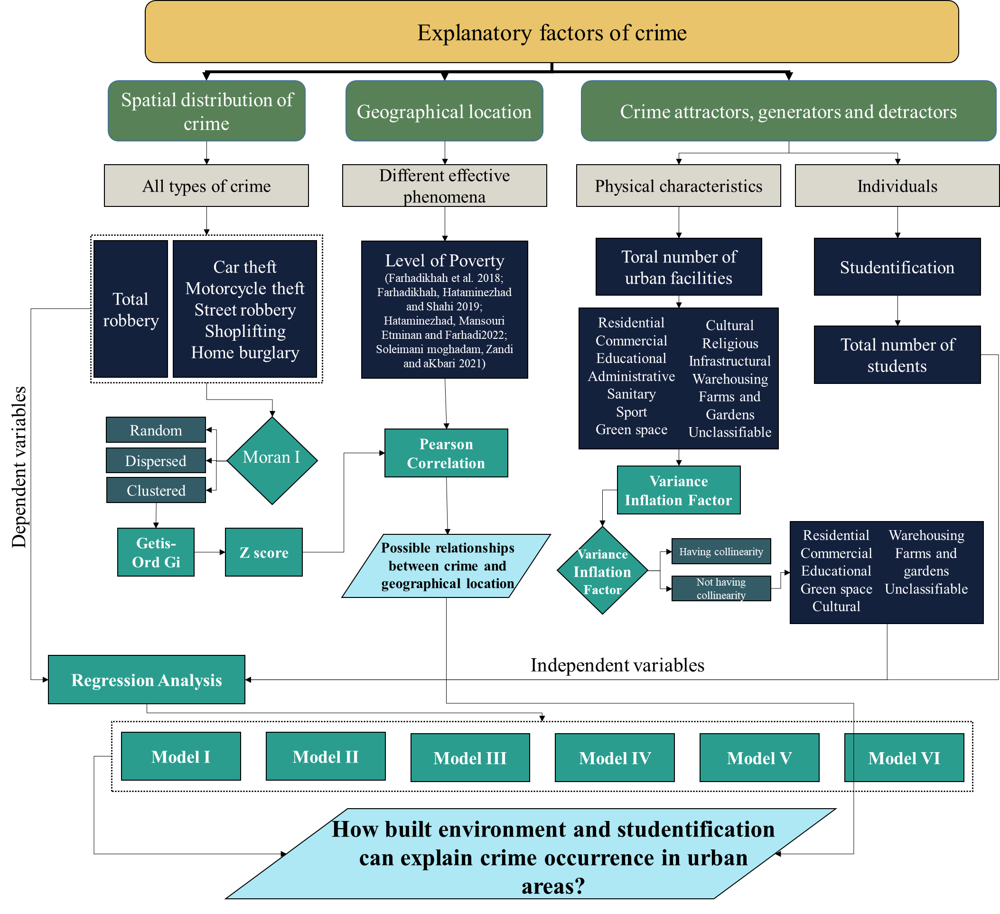 Explanatory factors of crime
Spatial distribution of
crime
Geographical location
Crime attractors, generators and detractors
All types of crime
Different effective
phenomena
Physical characteristics
Individuals
Total
robbery
Car theft
Motorcycle theft
Street robbery
Shoplifting
Home burglary
Level of Poverty
(Farhadikhah et al. 2018;
Farhadikhah, Hataminezhad
and Shahi 2019;
Hataminezhad, Mansouri
Etminan and Farhadi2022;
Soleimani moghadam, Zandi
and aKbari 2021)
Toral number of
urban facilities
Studentification
Residential
Commercial
Educational
Administrative
Sanitary
Sport
Green space
Cultural
Religious
Infrastructural
Warehousing
Farms and
Gardens
Unclassifiable
Total number of
students
Dependent variables
Random
Dispersed
Clustered
Moran I
Pearson
Correlation
Variance
Inflation Factor
Getis-
Ord Gi
Z score
Possible relationships
between crime and
geographical location
Variance
Inflation
Factor
Having collinearity
Not having
collinearity
Residential
Commercial
Educational
Green space
Cultural
Warehousing
Farms and
gardens
Unclassifiable
Independent variables
Regression Analysis
Model I
Model II
Model III
Model IV
Model V
Model VI
How built environment and studentification
can explain crime occurrence in urban
areas?